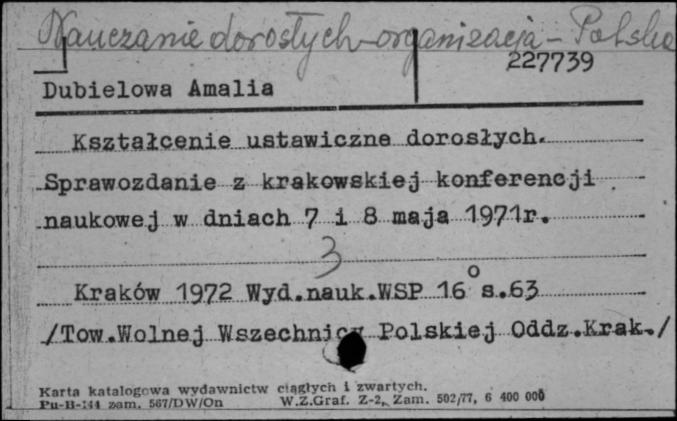 Nauczanie dorosłych - organizacja - Polska
227739
Dubielowa Amalia
Kształcenie ustawiczne dorosłych.
Sprawozdanie z krakowskiej konferencji
naukowej w dniach 7 i 8 maja 1971r.
3
Kraków 1972 Wyd.nauk.WSP 16° s.63
/Tow.Wolnej Wszechnicy Polskiej Oddz.Krak./
Karta katalogowa wydawnictw ciągłych i zwartych.
Pu-B-144 zam. 567/DW/On W.Z.Graf. Z-2, Zam. 502/77, 6 400 000